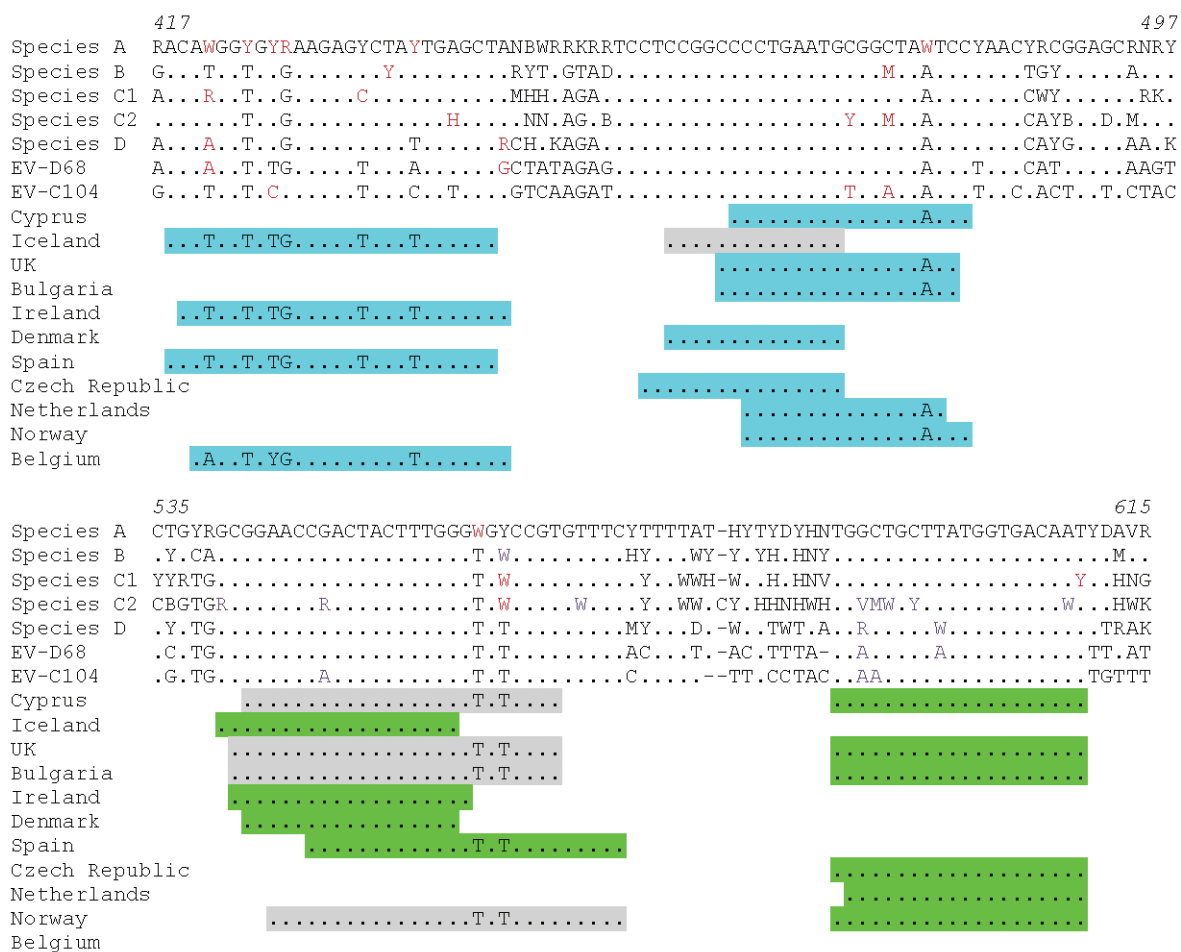 417 497
Species A RACAWGGYGYRAAGAGYCTAYTGAGCTANBWRRKRRTCCTCCGGCCCCTGAATGCGGCTAWTCCYAACYRCGGAGCRNRY
Species B G...T..T..G.......Y.........RYT.GTAD.....................M..A.......TGY.....A...
Species C1 A...R..T..G.....C...........MHH.AGA.........................A.......CWY......RK.
Species C2 .......T..G............H.....NN.AG.B..................Y..M..A.......CAYB..D.M...
Species D A...A..T..G.........T......RCH.KAGA.........................A.......CAYG....AA.K
EV-D68 A...A..T.TG.....T...A......GCTATAGAG........................A...T...CAT.....AAGT
EV-C104 G...T..T.C......T...C..T....GTCAAGAT..................T..A..A...T..C.ACT..T.CTAC
Cyprus ...............A...
Iceland ...T..T.TG.....T...T...... ..............
UK ................A..
Bulgaria ................A..
Ireland ..T..T.TG.....T...T.......
Denmark ..............
Spain ...T..T.TG.....T...T......
Czech Republic ................
Netherlands ..............A.
Norway ..............A...
Belgium .A..T.YG.........T.......
535 615
Species A CTGYRGCGGAACCGACTACTTTGGGWGYCCGTGTTTCYTTTTAT-HYTYDYHNTGGCTGCTTATGGTGACAATYDAVR
Species B .Y.CA....................T.W.........HY...WY-Y.YH.HNY......................M..
Species C1 YYRTG....................T.W..........Y..WWH-W..H.HNV...................Y..HNG
Species C2 CBGTGR.......R...........T.W.....W....Y..WW.CY.HHNHWH..VMW.Y...........W...HWK
Species D .Y.TG....................T.T.........MY...D.-W..TWT.A..R.....W............TRAK
EV-D68 .C.TG....................T.T.........AC...T.-AC.TTTA-..A.....A...........TT.AT
EV-C104 .G.TG........A...........T.T.........C.....--TT.CCTAC..AA................TGTTT
Cyprus ..................T.T.... ....................
Iceland ...................
UK ...................T.T.... ....................
Bulgaria ...................T.T.... ....................
Ireland ...................
Denmark .................
Spain .............T.T.........
Czech Republic ....................
Netherlands ...................
Norway ................T.T......... ....................
Belgium